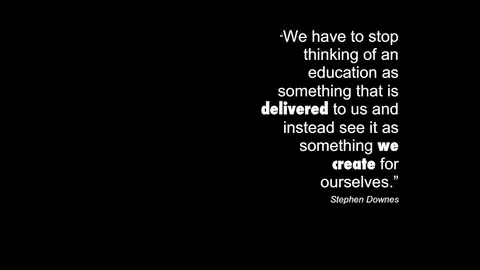 "We have to stop
thinking of an
education as
something that is
delivered to us and
instead see it as
something we
create for
ourselves.”
Stephen Downes